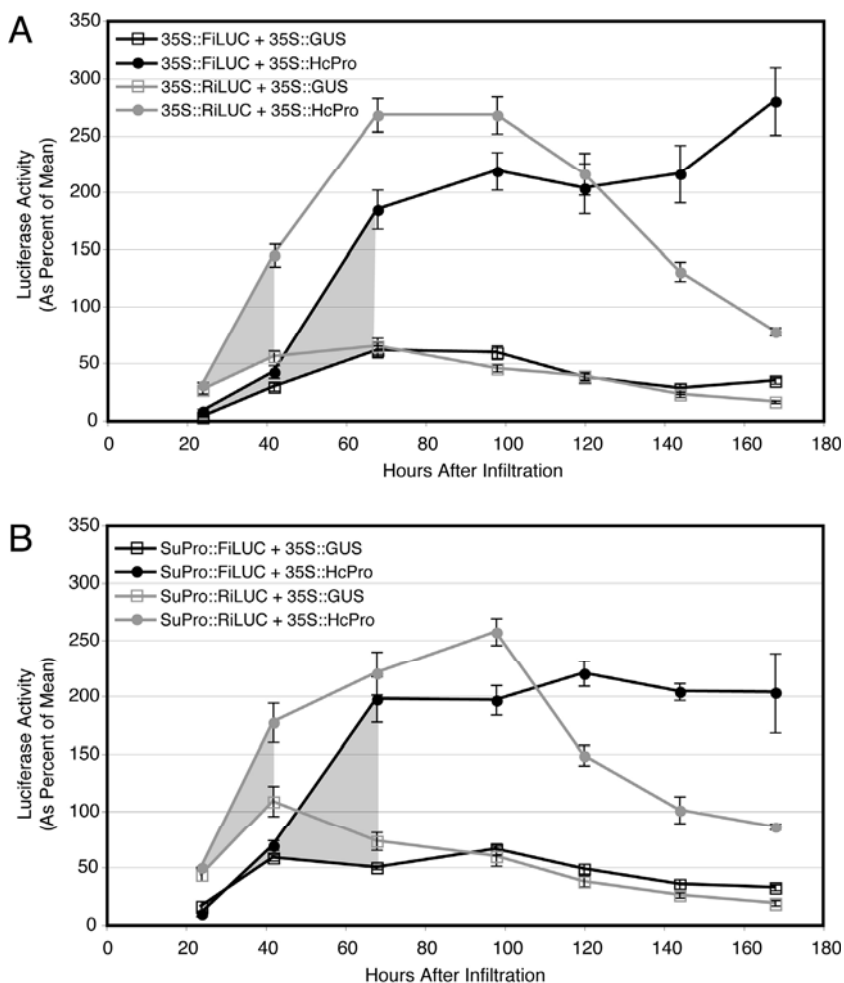 A
35S::FiLUC + 35S::GUS
35S::FiLUC + 35S::HcPro
35S::RiLUC + 35S::GUS
35S::RiLUC + 35S::HcPro
350
300
250
200
150
100
50
0
Luciferase Activity
(As Percent of Mean)
0 20 40 60 80 100 120 140 160 180
Hours After Infiltration
B
SuPro::FiLUC + 35S::GUS
SuPro::FiLUC + 35S::HcPro
SuPro::RiLUC + 35S::GUS
SuPro::RiLUC + 35S::HcPro
350
300
250
200
150
100
50
0
Luciferase Activity
(As Percent of Mean)
0 20 40 60 80 100 120 140 160 180
Hours After Infiltration